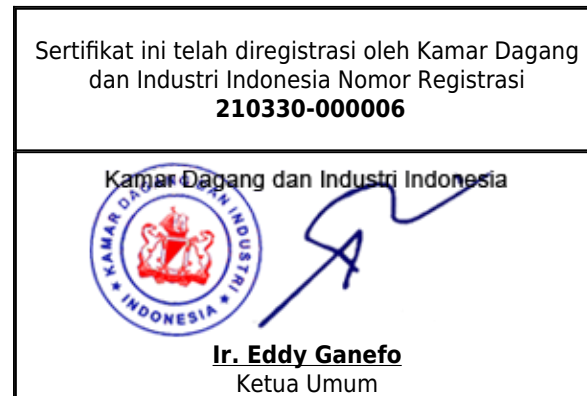 Sertifikat ini telah diregistrasi oleh Kamar Dagang
dan Industri Indonesia Nomor Registrasi
210330-000006
Kamar Dagang dan Industri Indonesia
KAMAR DAGANG DAN INDUSTRI
★ INDONESIA ★
Ir. Eddy Ganefo
Ketua Umum